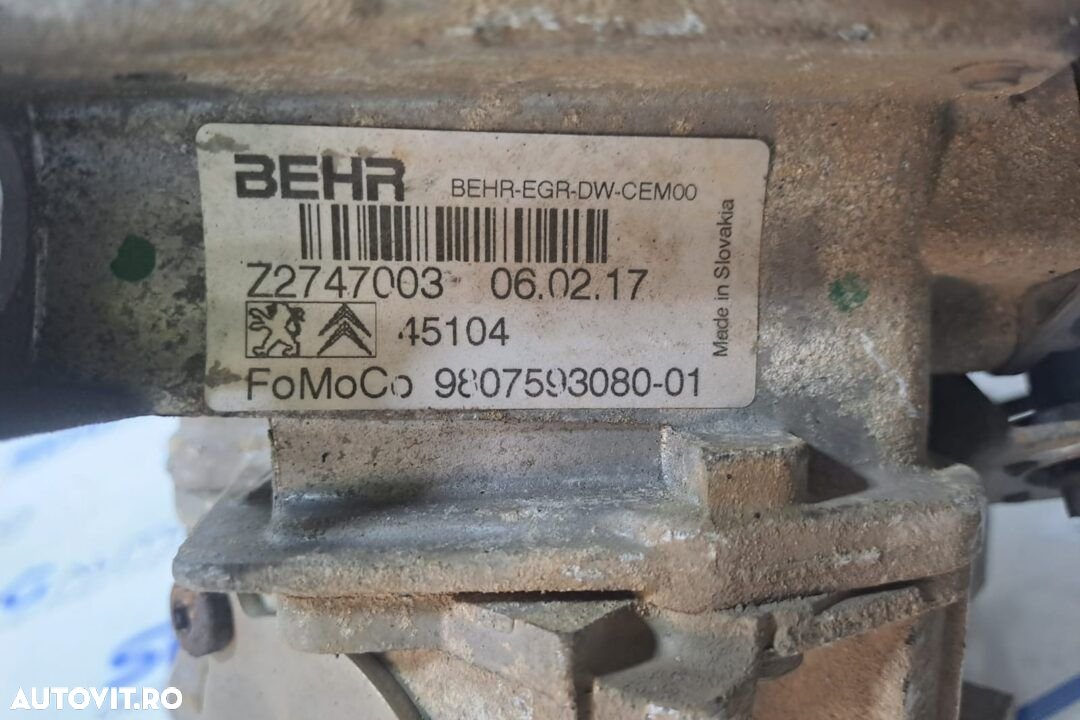 BEHR BEHR-EGR-DW-CEM00
Z2747003 06.02.17
45104
FoMoCo 9807593080-01
Made in Slovakia
AUTOVIT.RO